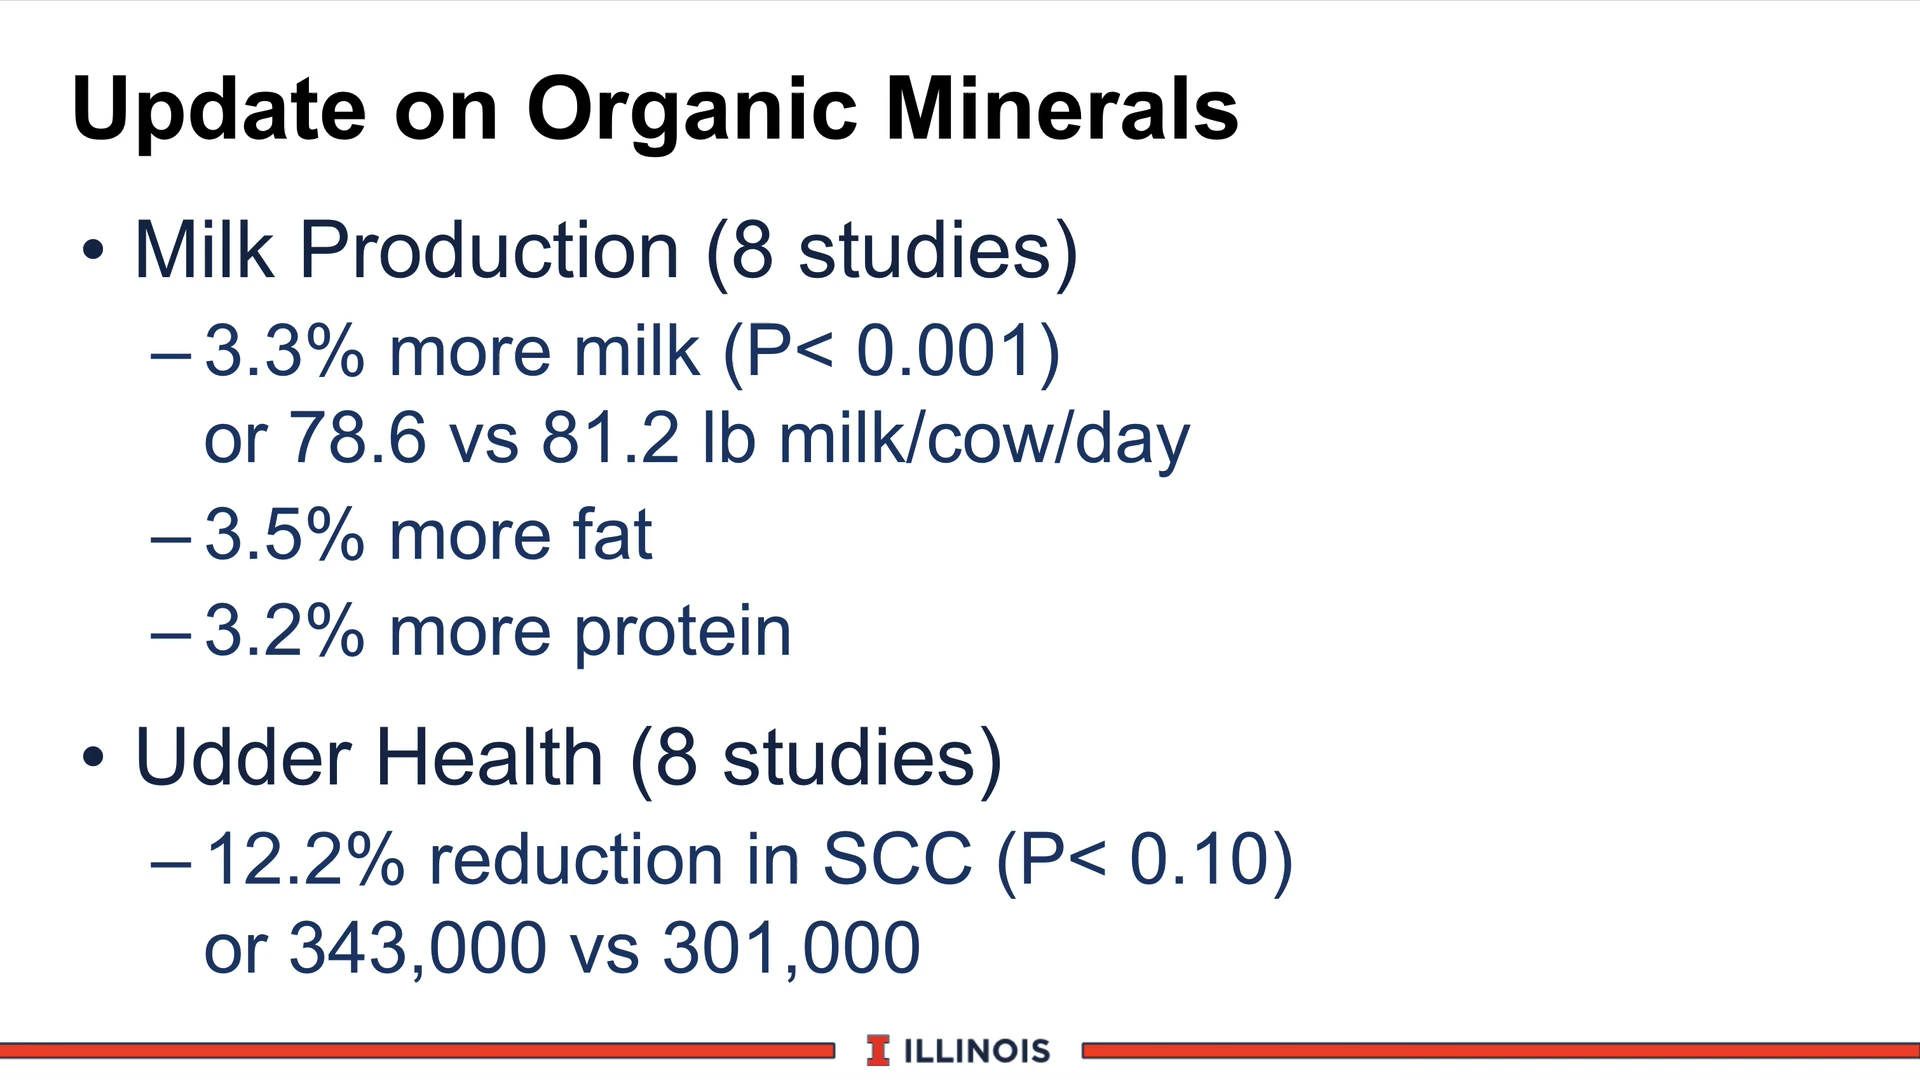 Update on Organic Minerals
• Milk Production (8 studies)
– 3.3% more milk (P< 0.001)
or 78.6 vs 81.2 lb milk/cow/day
– 3.5% more fat
– 3.2% more protein
• Udder Health (8 studies)
– 12.2% reduction in SCC (P< 0.10)
or 343,000 vs 301,000
I ILLINOIS